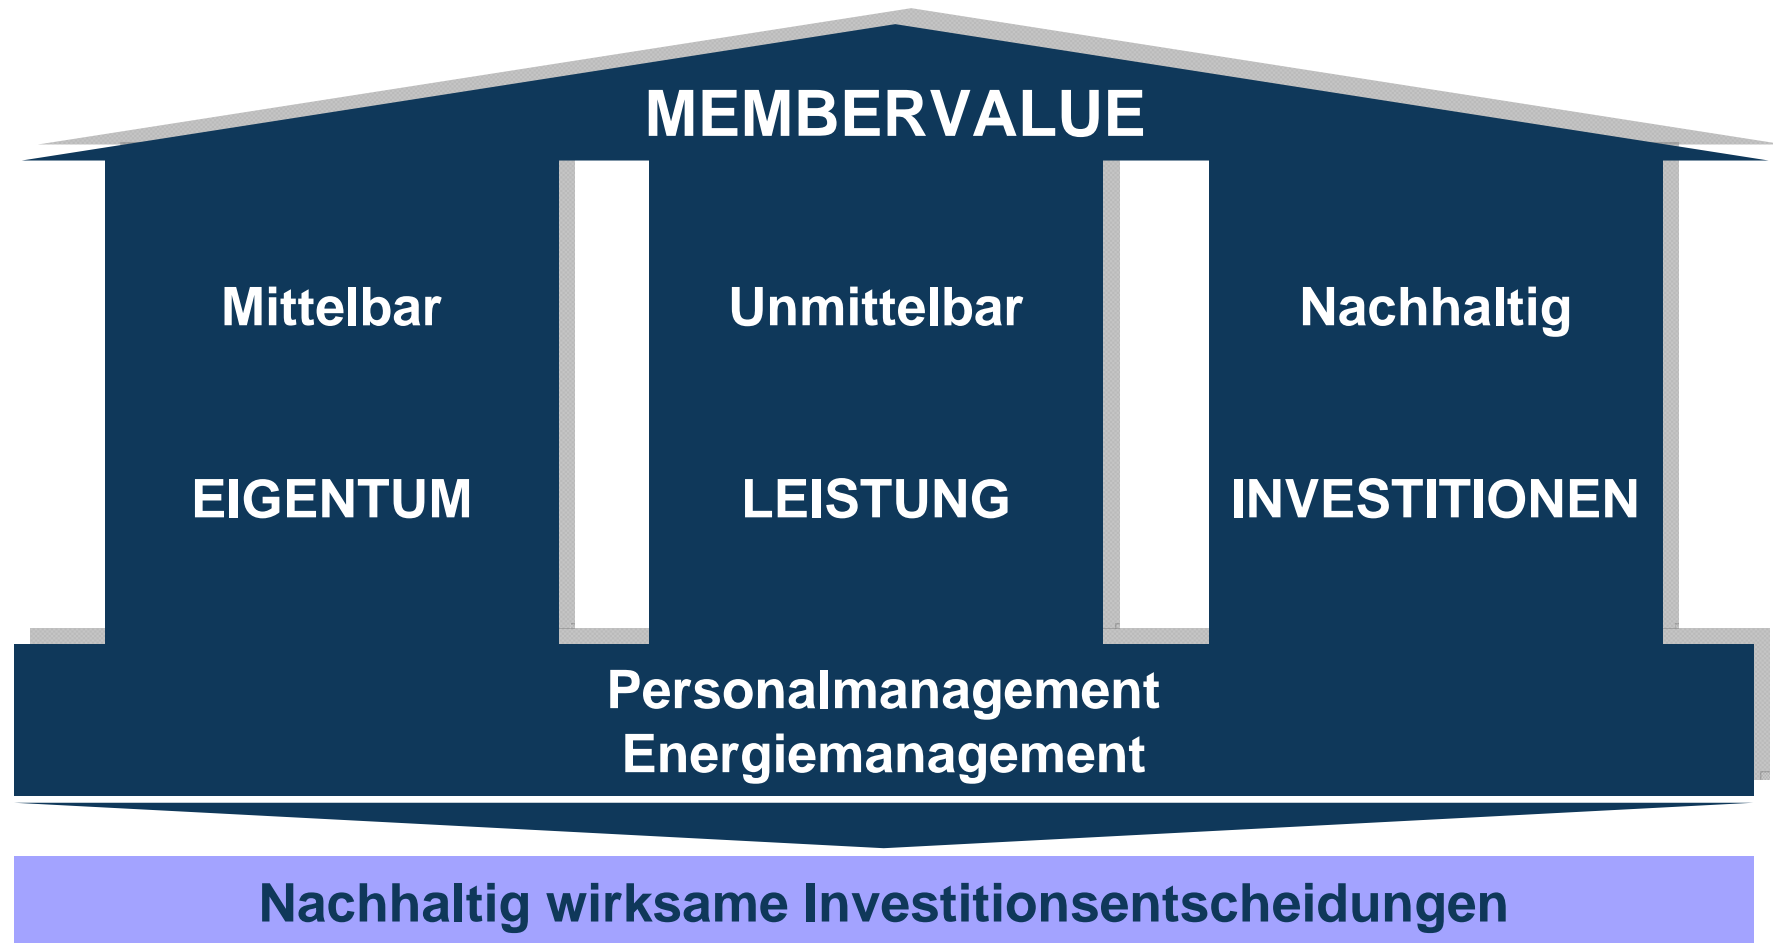 MEMBERVALUE
Mittelbar
Unmittelbar
Nachhaltig
EIGENTUM
LEISTUNG
INVESTITIONEN
Personalmanagement
Energiemanagement
Nachhaltig wirksame Investitionsentscheidungen